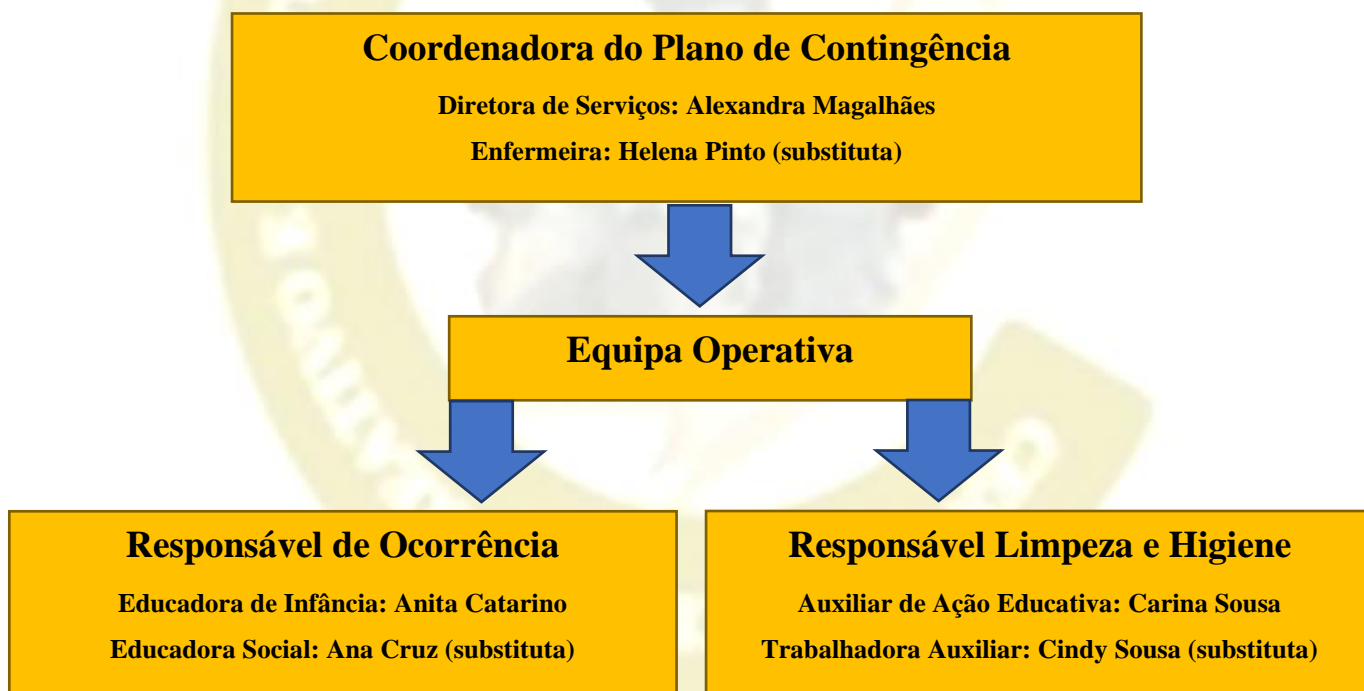 Coordenadora do Plano de Contingência
Diretora de Serviços: Alexandra Magalhães
Enfermeira: Helena Pinto (substituta)
Equipa Operativa
Responsável de Ocorrência
Educadora de Infância: Anita Catarino
Educadora Social: Ana Cruz (substituta)
Responsável Limpeza e Higiene
Auxiliar de Ação Educativa: Carina Sousa
Trabalhadora Auxiliar: Cindy Sousa (substituta)